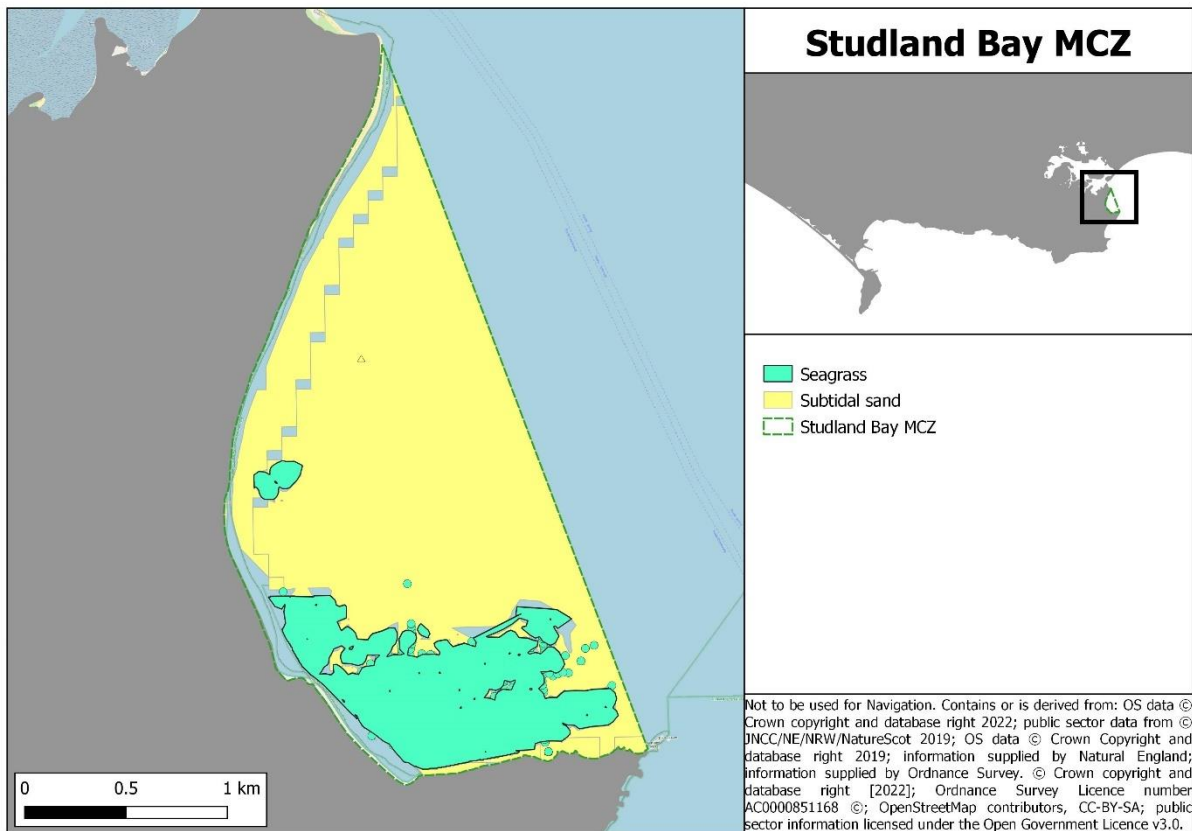 Studland Bay MCZ
Seagrass
Subtidal sand
Studland Bay MCZ
Not to be used for Navigation. Contains or is derived from: OS data ©
Crown copyright and database right 2022; public sector data from ©
JNCC/NE/NRW/NatureScot 2019; OS data © Crown Copyright and
database right 2019; information supplied by Natural England;
information supplied by Ordnance Survey. © Crown copyright and
database right [2022]; Ordnance Survey Licence number
AC0000851168 ©; OpenStreetMap contributors, CC-BY-SA; public
sector information licensed under the Open Government Licence v3.0.
0 0.5 1 km